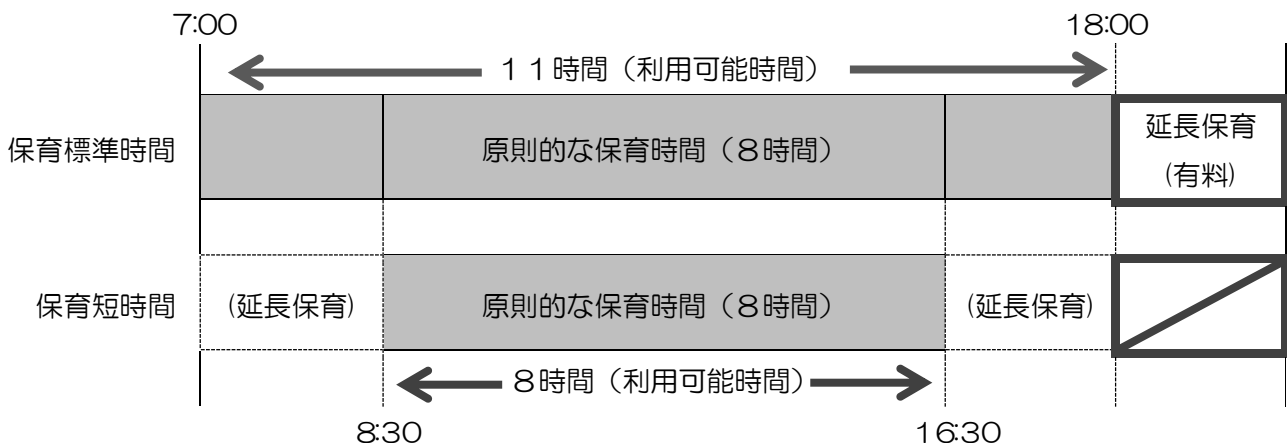 7:00
18:00
11時間（利用可能時間）
保育標準時間
原則的な保育時間（8時間）
延長保育
(有料)
保育短時間
(延長保育)
原則的な保育時間（8時間）
(延長保育)
8時間（利用可能時間）
8:30
16:30